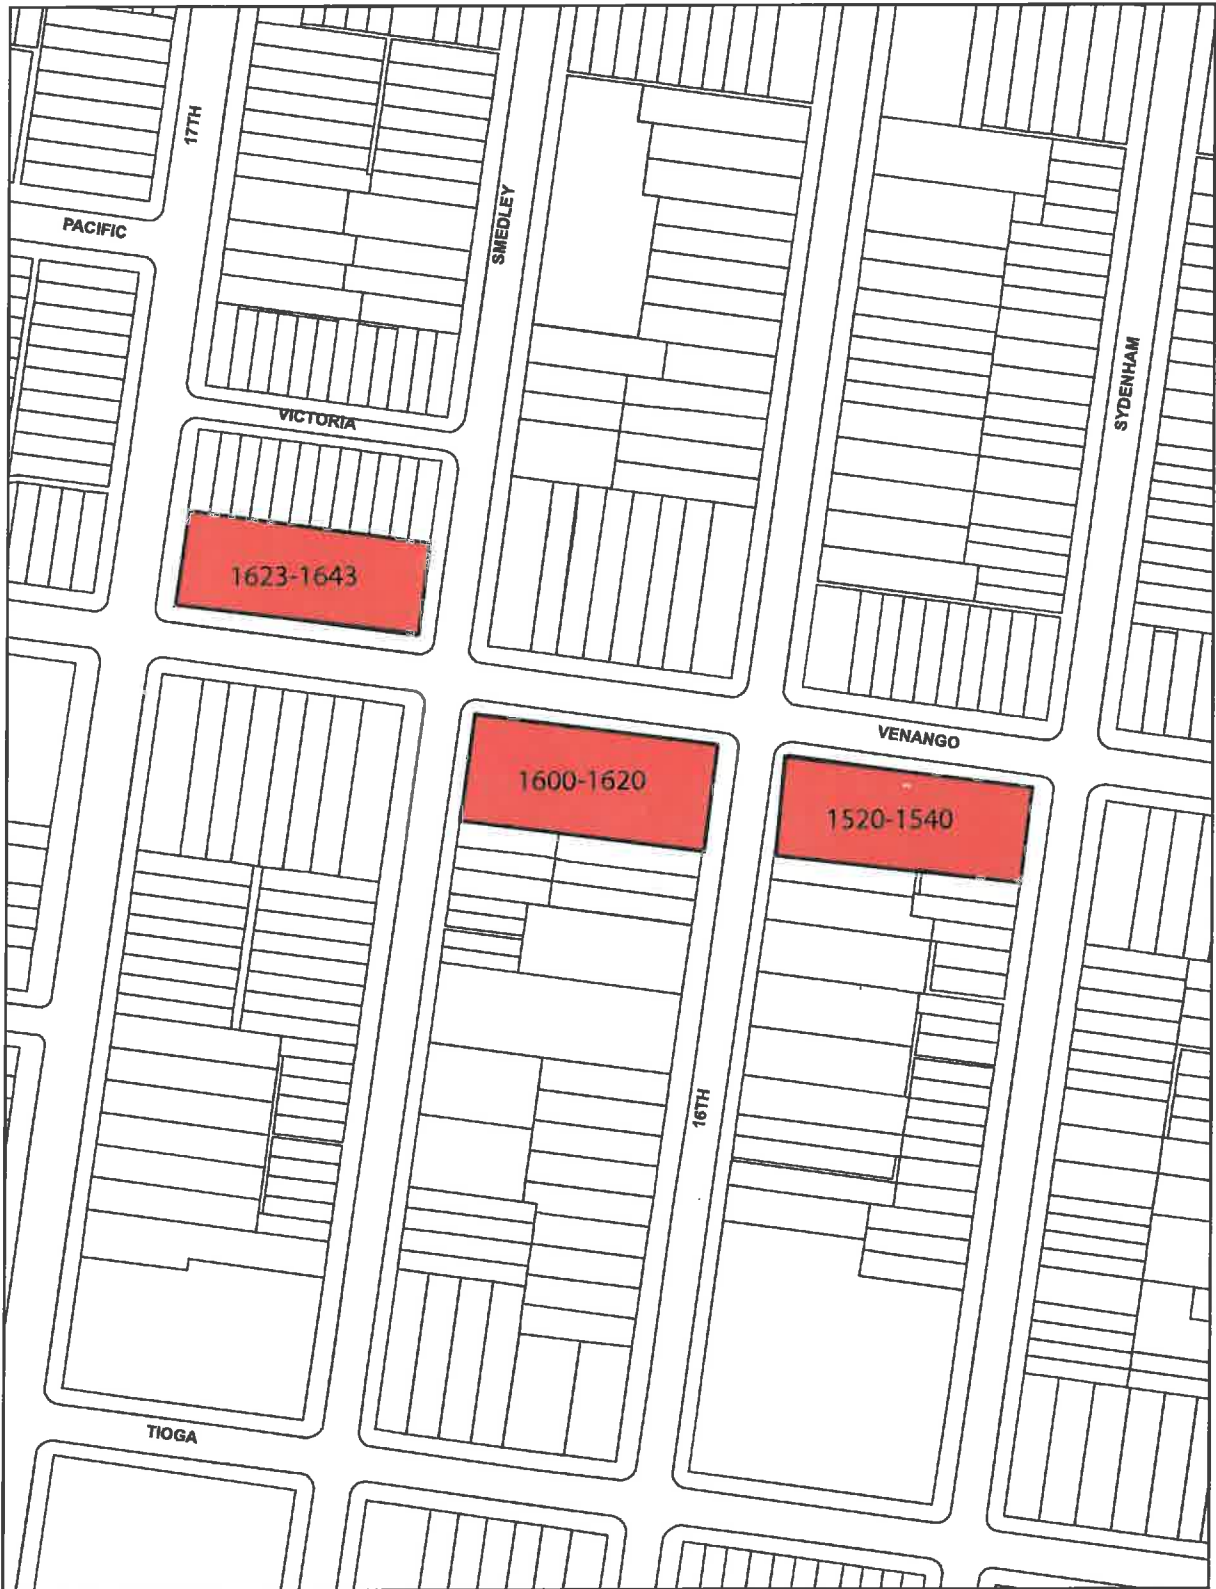 17TH
PACIFIC
SMEDLEY
SYDENHAM
VICTORIA
1623-1643
VENANGO
1600-1620
1520-1540
16TH
TIOGA